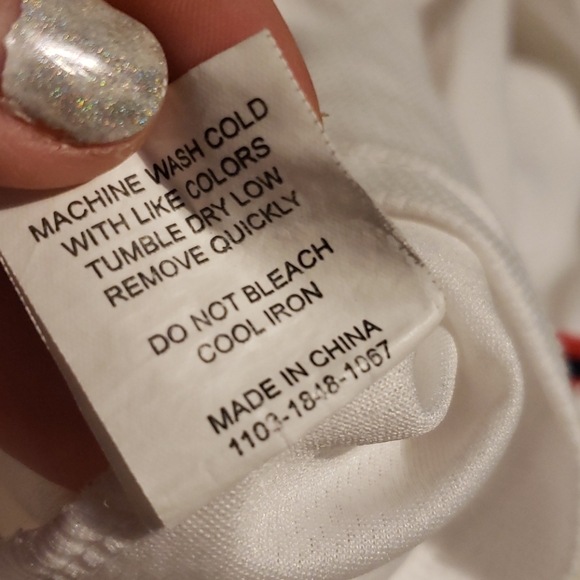 MACHINE WASH COLD
WITH LIKE COLORS
TUMBLE DRY LOW
REMOVE QUICKLY
DO NOT BLEACH
COOL IRON
MADE IN CHINA
1103-1848-1067